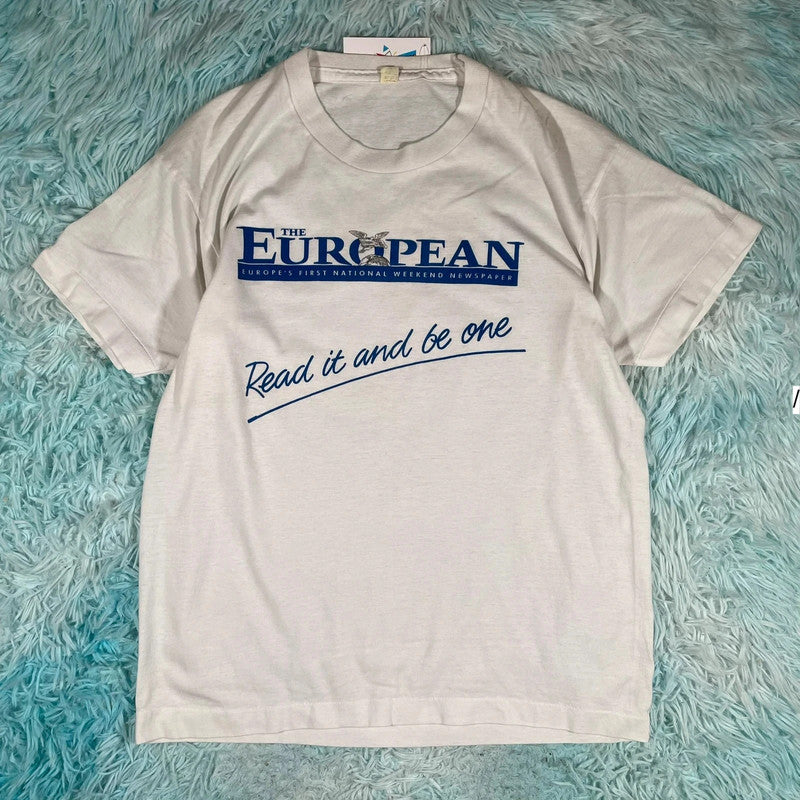 THE
EUROPEAN
EUROPE'S FIRST NATIONAL WEEKEND NEWSPAPER
Read it and be one